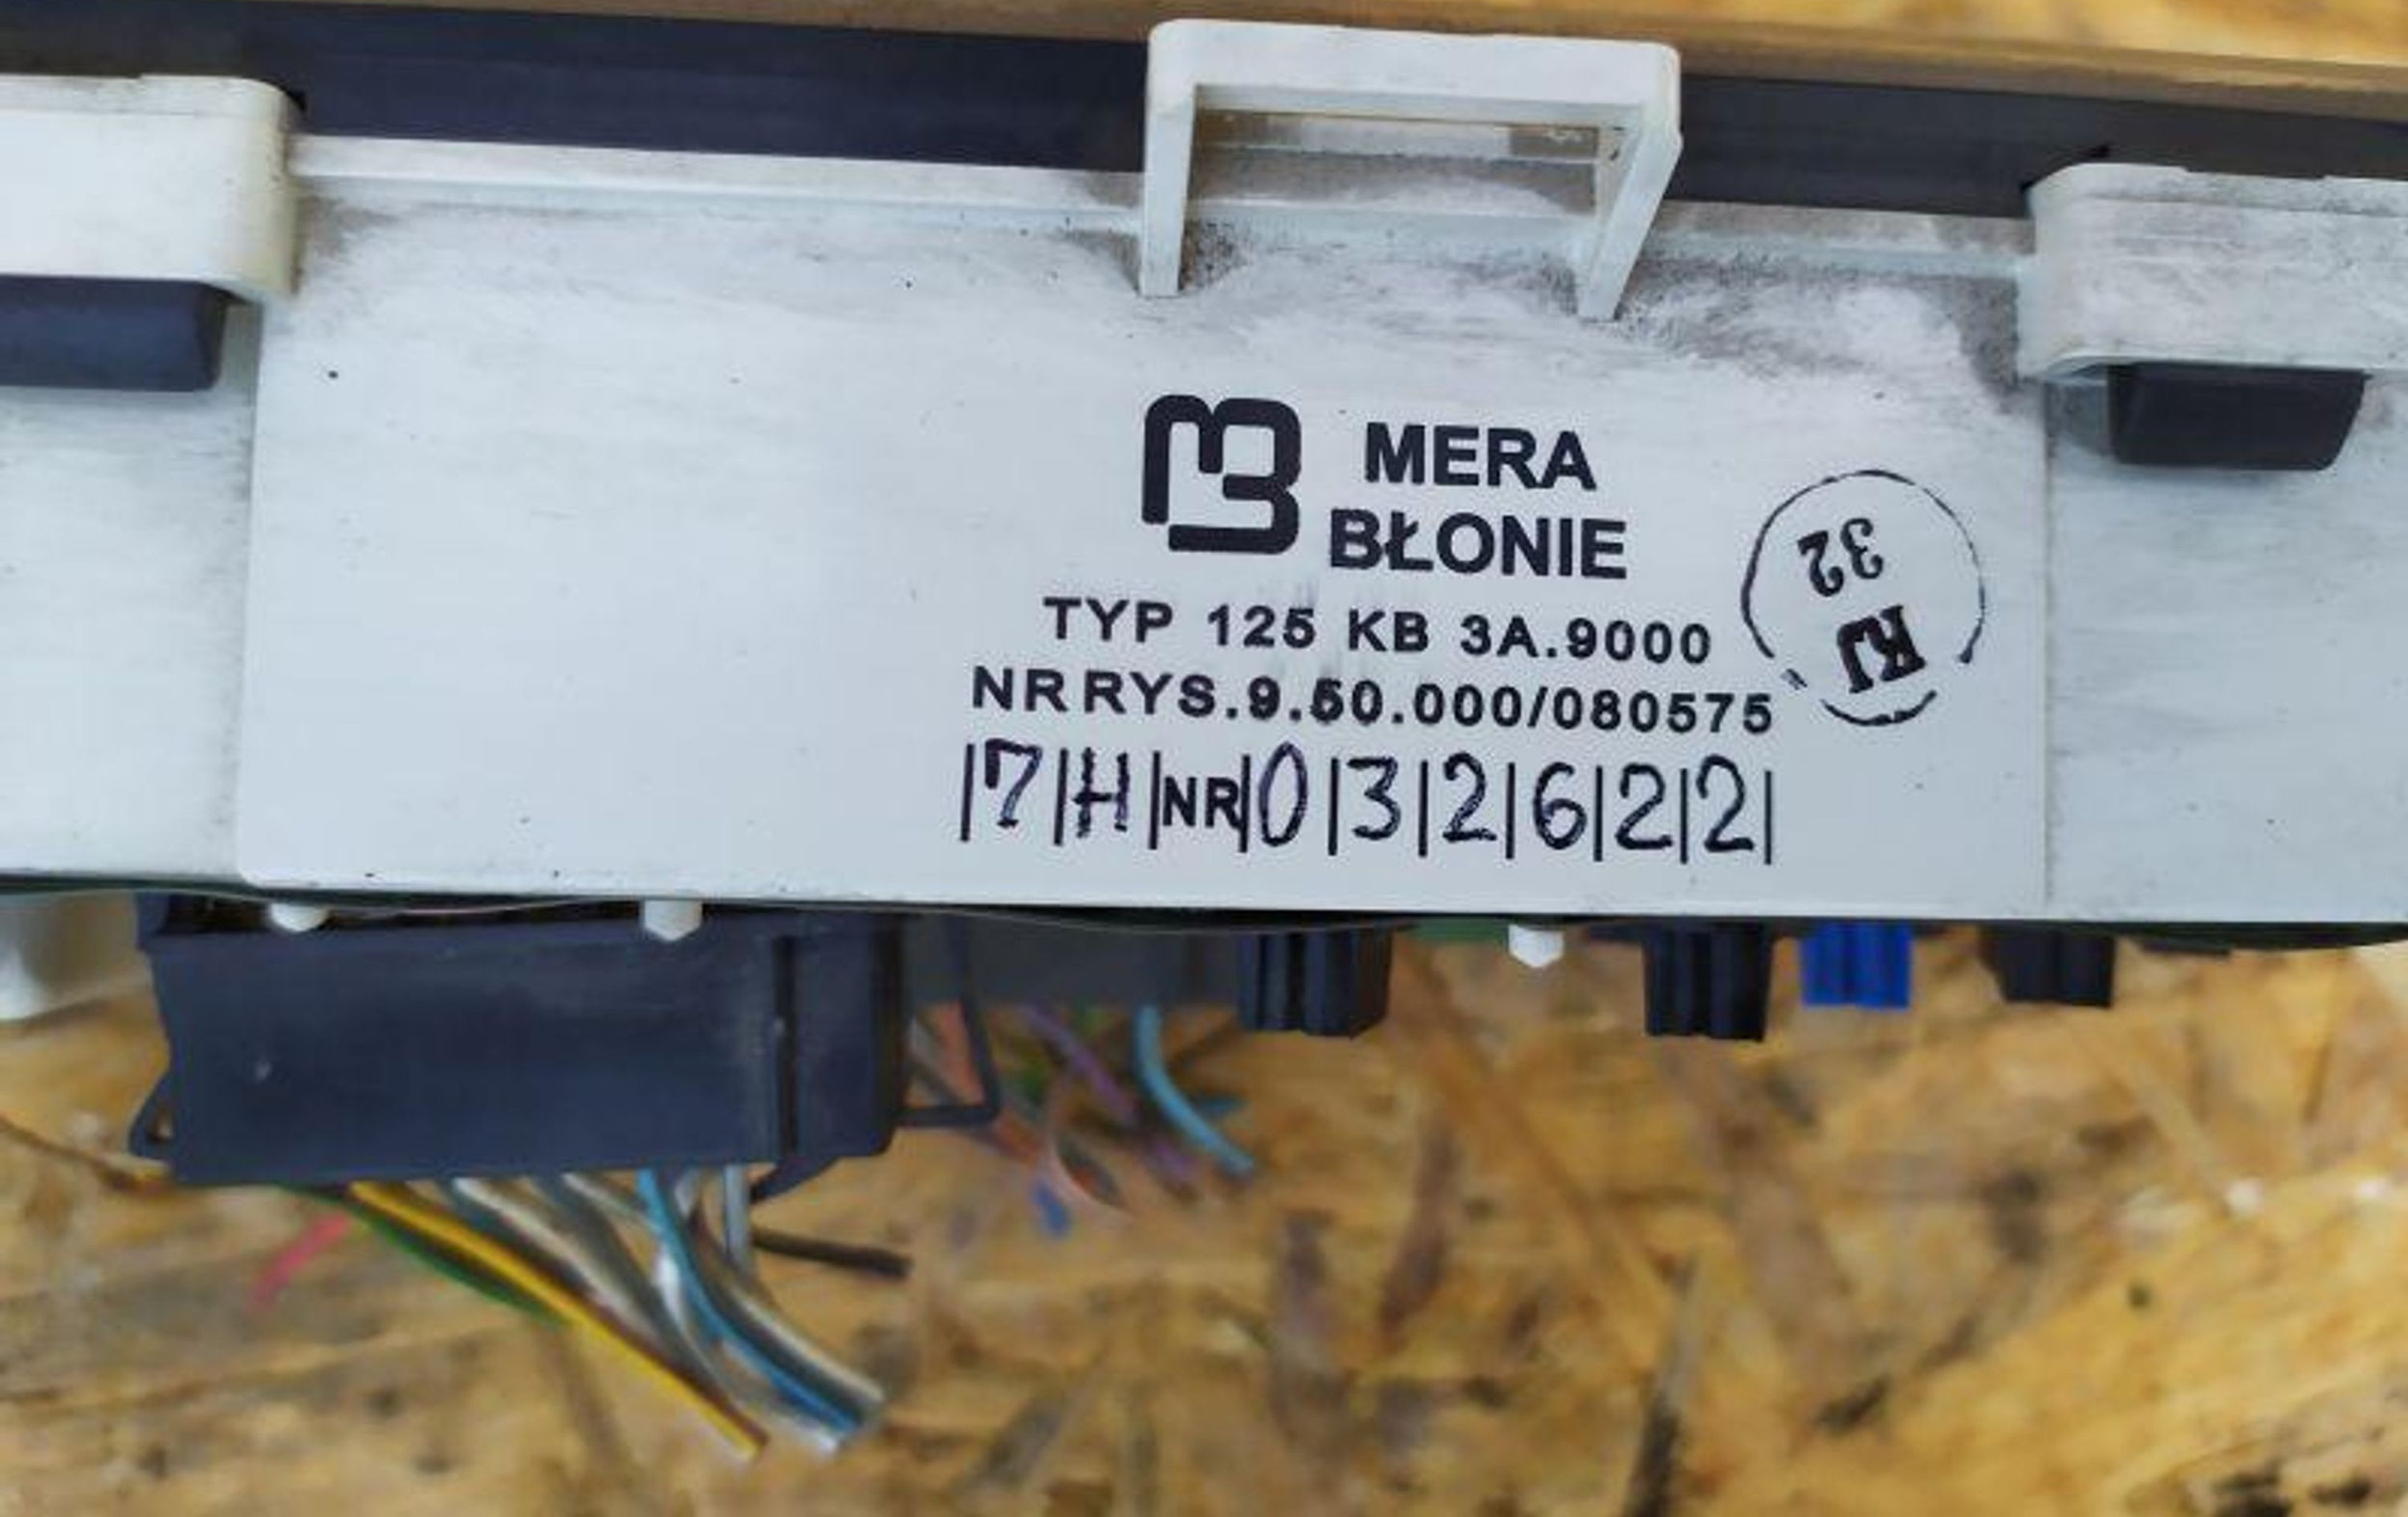 MERA
BŁONIE
TYP 125 KB 3A.9000
NR RYS.9.50.000/080575
|7|H|NR|0|3|2|6|2|2|
32
KJ